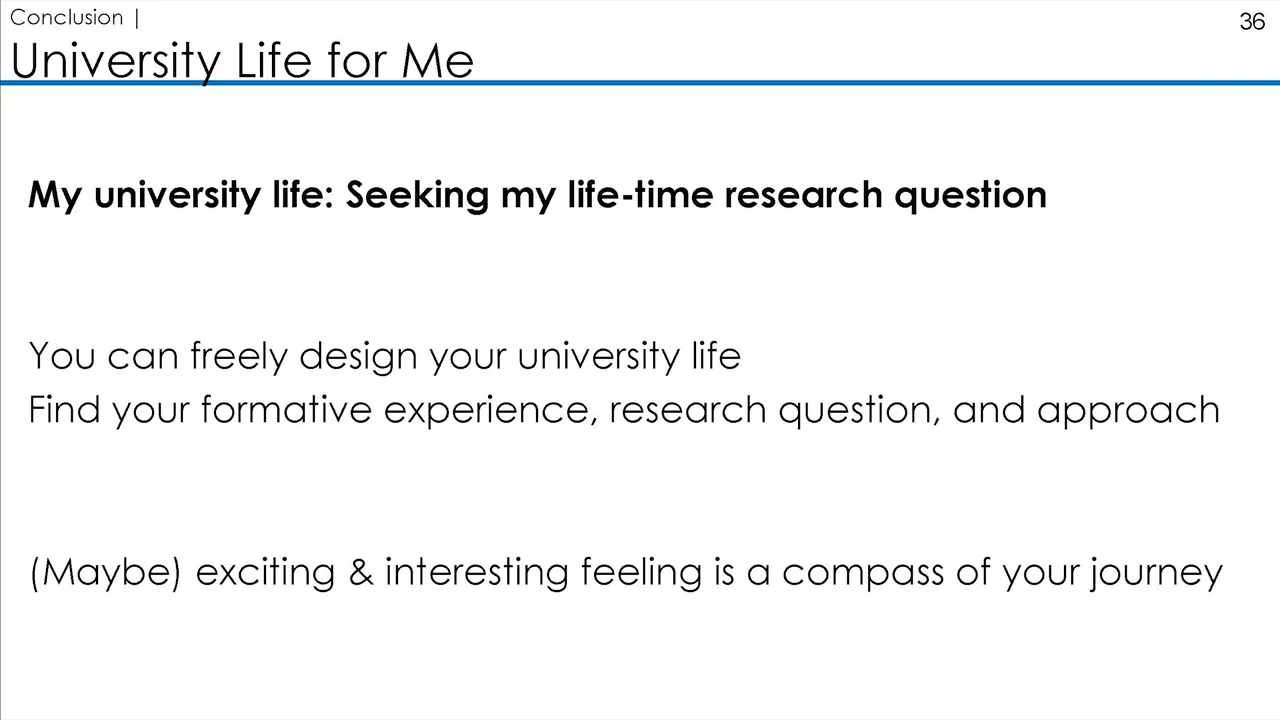 Conclusion |
36
University Life for Me
My university life: Seeking my life-time research question
You can freely design your university life
Find your formative experience, research question, and approach
(Maybe) exciting & interesting feeling is a compass of your journey